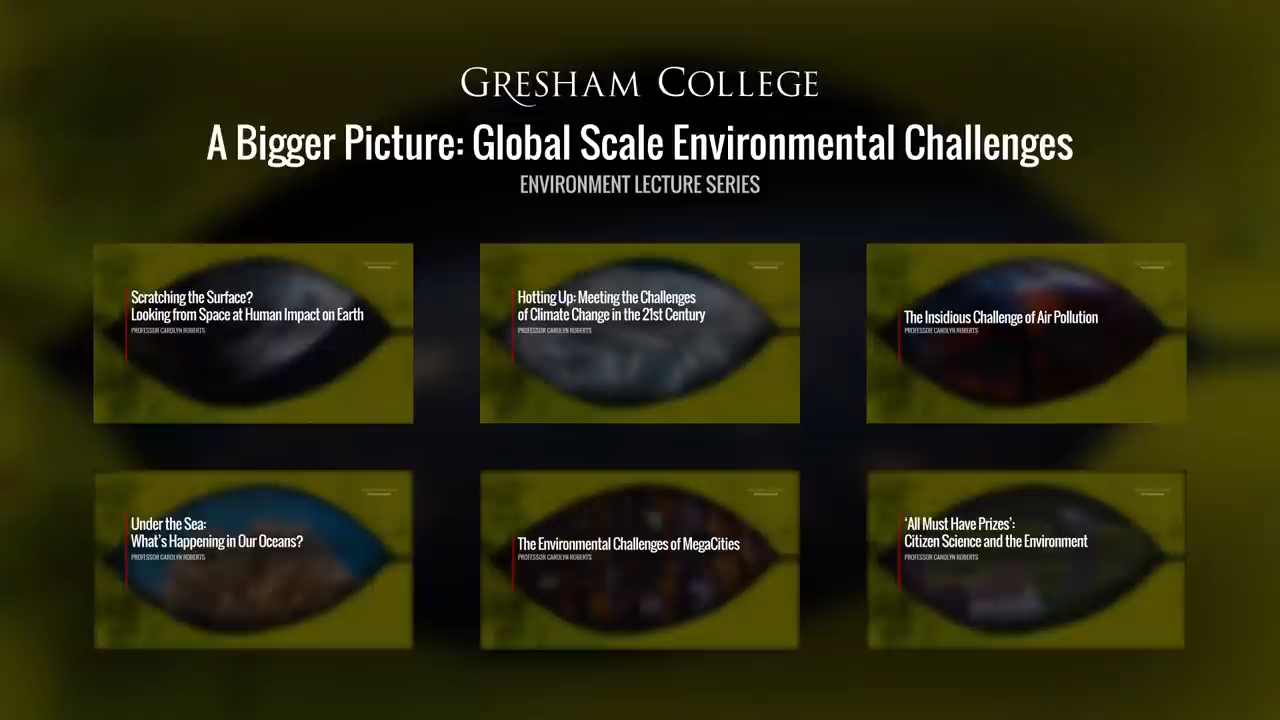 GRESHAM COLLEGE
A Bigger Picture: Global Scale Environmental Challenges
ENVIRONMENT LECTURE SERIES
Scratching the Surface?
Looking from Space at Human Impact on Earth
PROFESSOR CAROLYN ROBERTS
Hotting Up: Meeting the Challenges
of Climate Change in the 21st Century
PROFESSOR CAROLYN ROBERTS
The Insidious Challenge of Air Pollution
PROFESSOR CAROLYN ROBERTS
Under the Sea:
What's Happening in Our Oceans?
PROFESSOR CAROLYN ROBERTS
The Environmental Challenges of MegaCities
PROFESSOR CAROLYN ROBERTS
‘All Must Have Prizes’:
Citizen Science and the Environment
PROFESSOR CAROLYN ROBERTS